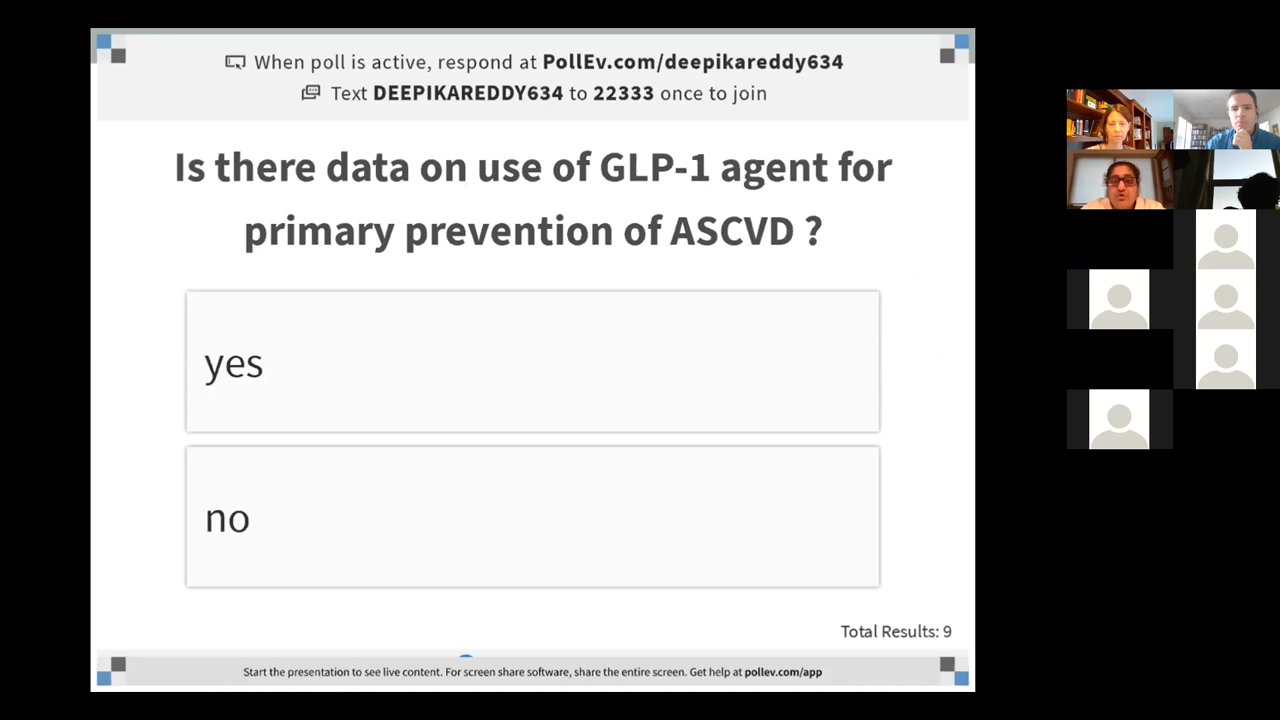 When poll is active, respond at PollEv.com/deepikareddy634
Text DEEPIKAREDDY634 to 22333 once to join
Is there data on use of GLP-1 agent for
primary prevention of ASCVD ?
yes
no
Total Results: 9
Start the presentation to see live content. For screen share software, share the entire screen. Get help at pollev.com/app